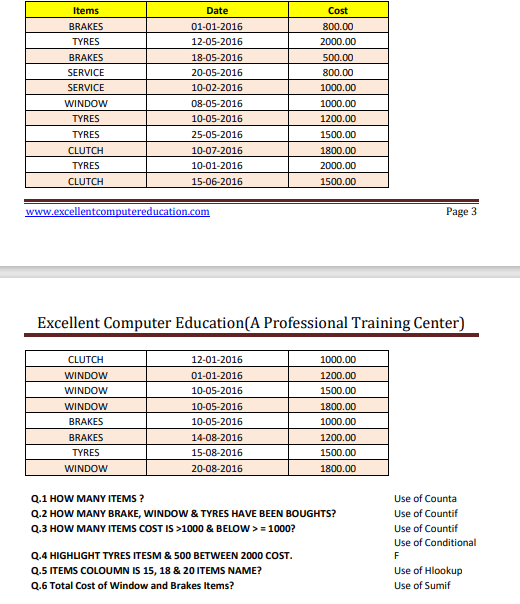 Items Date Cost
BRAKES 01-01-2016 800.00
TYRES 12-05-2016 2000.00
BRAKES 18-05-2016 500.00
SERVICE 20-05-2016 800.00
SERVICE 10-02-2016 1000.00
WINDOW 08-05-2016 1000.00
TYRES 10-05-2016 1200.00
TYRES 25-05-2016 1500.00
CLUTCH 10-07-2016 1800.00
TYRES 10-01-2016 2000.00
CLUTCH 15-06-2016 1500.00
www.excellentcomputereducation.com Page 3
Excellent Computer Education(A Professional Training Center)
CLUTCH 12-01-2016 1000.00
WINDOW 01-01-2016 1200.00
WINDOW 10-05-2016 1500.00
WINDOW 10-05-2016 1800.00
BRAKES 10-05-2016 1000.00
BRAKES 14-08-2016 1200.00
TYRES 15-08-2016 1500.00
WINDOW 20-08-2016 1800.00
Q.1 HOW MANY ITEMS ? Use of Counta
Q.2 HOW MANY BRAKE, WINDOW & TYRES HAVE BEEN BOUGHTS? Use of Countif
Q.3 HOW MANY ITEMS COST IS >1000 & BELOW > = 1000? Use of Countif
Use of Conditional
Q.4 HIGHLIGHT TYRES ITESM & 500 BETWEEN 2000 COST. F
Q.5 ITEMS COLOUMN IS 15, 18 & 20 ITEMS NAME? Use of Hlookup
Q.6 Total Cost of Window and Brakes Items? Use of Sumif